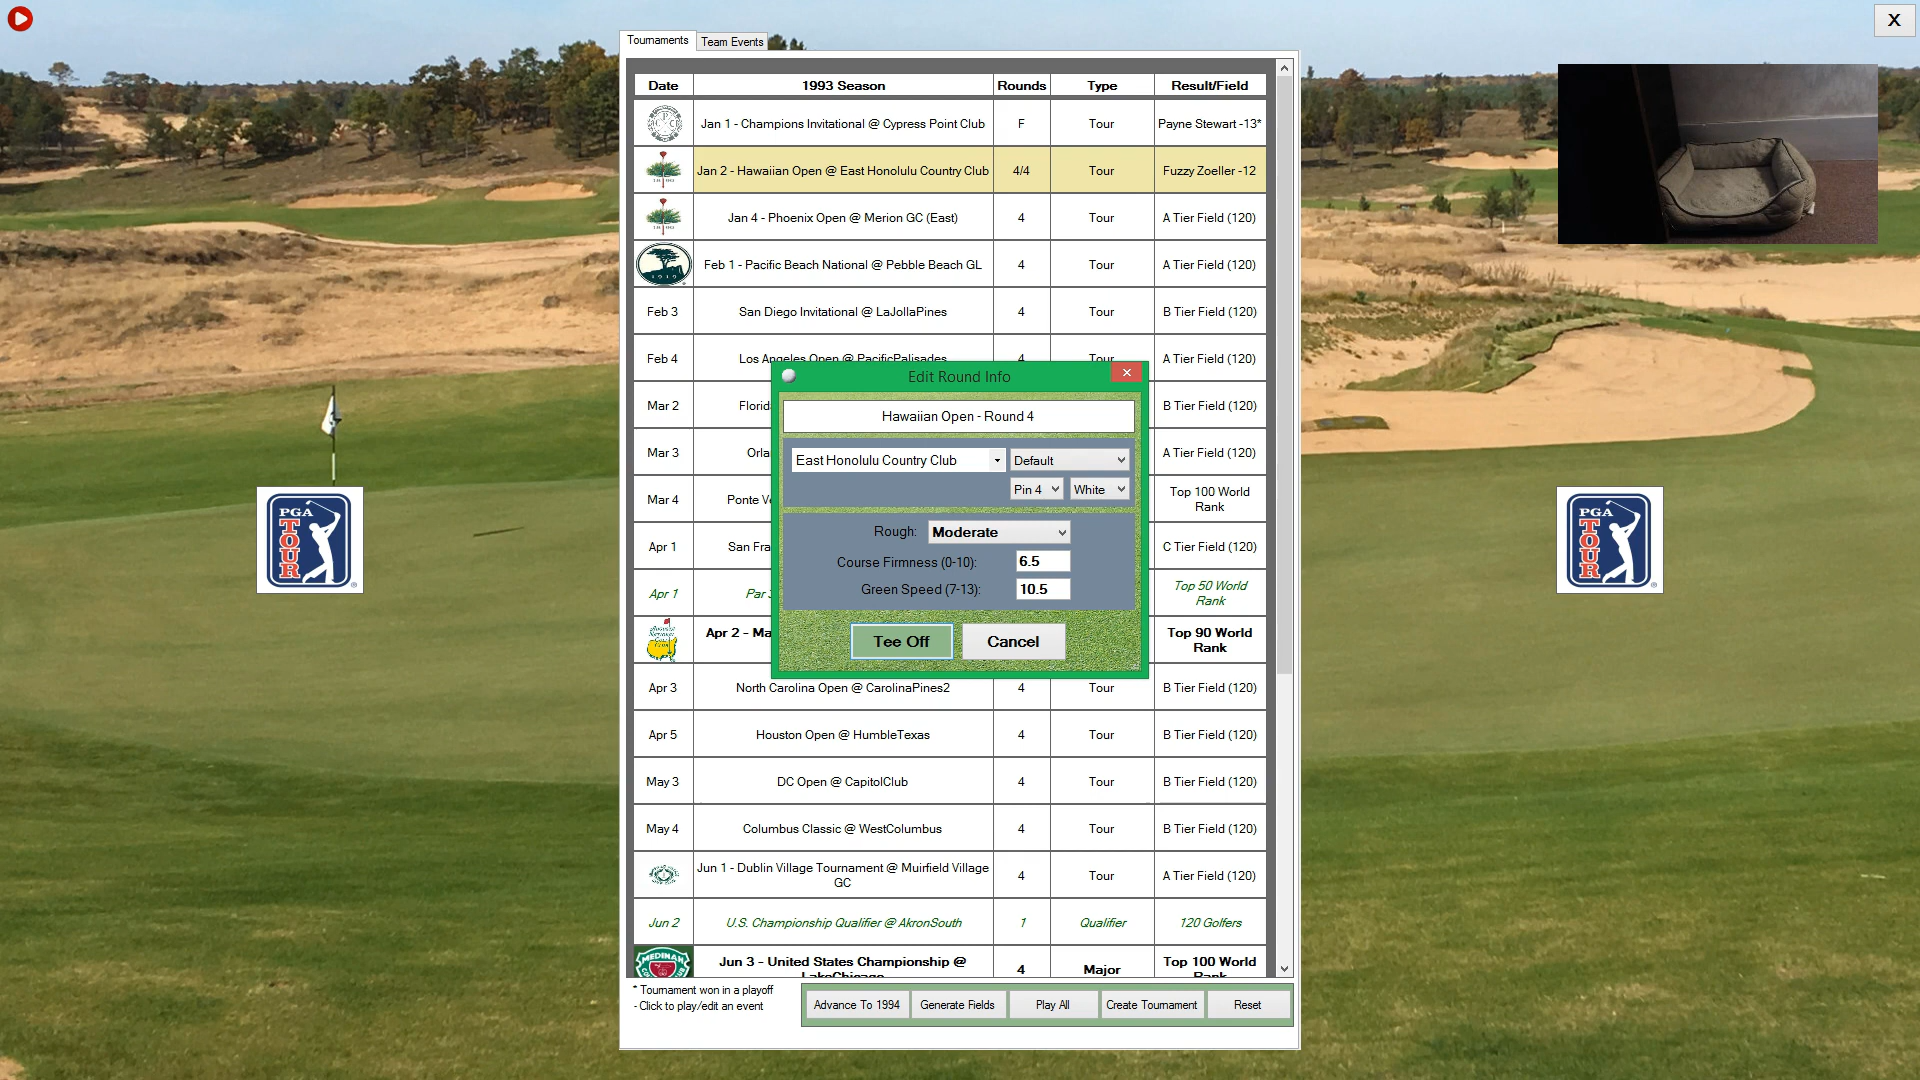 X
Tournaments Team Events
Date 1993 Season Rounds Type Result/Field
Jan 1 - Champions Invitational @ Cypress Point Club F Tour Payne Stewart -13*
Jan 2 - Hawaiian Open @ East Honolulu Country Club 4/4 Tour Fuzzy Zoeller -12
Jan 4 - Phoenix Open @ Merion GC (East) 4 Tour A Tier Field (120)
Feb 1 - Pacific Beach National @ Pebble Beach GL 4 Tour A Tier Field (120)
Feb 3 San Diego Invitational @ LaJollaPines 4 Tour B Tier Field (120)
Feb 4 Los Angeles Open @ PacificPalisades 4 Tour A Tier Field (120)
Mar 2 B Tier Field (120)
Mar 3 A Tier Field (120)
Mar 4 Ponte Top 100 World
Rank
Apr 1 San C Tier Field (120)
Apr 1 Par Top 50 World
Rank
Apr 2 - Top 90 World
Rank
Apr 3 North Carolina Open @ CarolinaPines2 4 Tour B Tier Field (120)
Apr 5 Houston Open @ HumbleTexas 4 Tour B Tier Field (120)
May 3 DC Open @ CapitolClub 4 Tour B Tier Field (120)
May 4 Columbus Classic @ WestColumbus 4 Tour B Tier Field (120)
Jun 1 - Dublin Village Tournament @ Muirfield Village
GC 4 Tour A Tier Field (120)
Jun 2 U.S. Championship Qualifier @ AkronSouth 1 Qualifier 120 Golfers
MEDINAH
Jun 3 - United States Championship @
LakeChicago 4 Major Top 100 World
Rank
Edit Round Info
Hawaiian Open - Round 4
East Honolulu Country Club Default
Pin 4 White
Rough: Moderate
Course Firmness (0-10): 6.5
Green Speed (7-13): 10.5
Tee Off Cancel
* Tournament won in a playoff
- Click to play/edit an event
Advance To 1994 Generate Fields Play All Create Tournament Reset
PGA
TOUR
®
PGA
TOUR
®